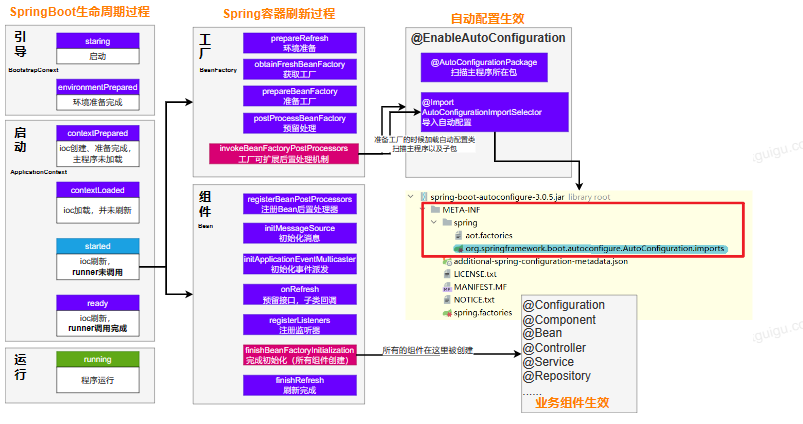 SpringBoot生命周期过程
引
导
BootstrapContext
staring
启动
environmentPrepared
环境准备完成
启
动
ApplicationContext
contextPrepared
ioc创建、准备完成,
主程序未加载
contextLoaded
ioc加载，并未刷新
started
ioc刷新，
runner未调用
ready
ioc刷新，
runner调用完成
运
行
running
程序运行
Spring容器刷新过程
工
厂
BeanFactory
prepareRefresh
环境准备
obtainFreshBeanFactory
获取工厂
prepareBeanFactory
准备工厂
postProcessBeanFactory
预留处理
invokeBeanFactoryPostProcessors
工厂可扩展后置处理机制
组
件
Bean
registerBeanPostProcessors
注册Bean后置处理器
initMessageSource
初始化消息
initApplicationEventMulticaster
初始化事件派发
onRefresh
预留接口，子类回调
registerListeners
注册监听器
finishBeanFactoryInitialization
完成初始化（所有组件创建）
finishRefresh
刷新完成
自动配置生效
@EnableAutoConfiguration
@AutoConfigurationPackage
扫描主程序所在包
@Import
AutoConfigurationImportSelector
导入自动配置
准备工厂的时候加载自动配置类
扫描主程序以及子包
spring-boot-autoconfigure-3.0.5.jar library root
META-INF
spring
aot.factories
org.springframework.boot.autoconfigure.AutoConfiguration.imports
additional-spring-configuration-metadata.json
LICENSE.txt
MANIFEST.MF
NOTICE.txt
spring.factories
所有的组件在这里被创建
@Configuration
@Component
@Bean
@Controller
@Service
@Repository
......
业务组件生效
.guigu.com
.guigu.com